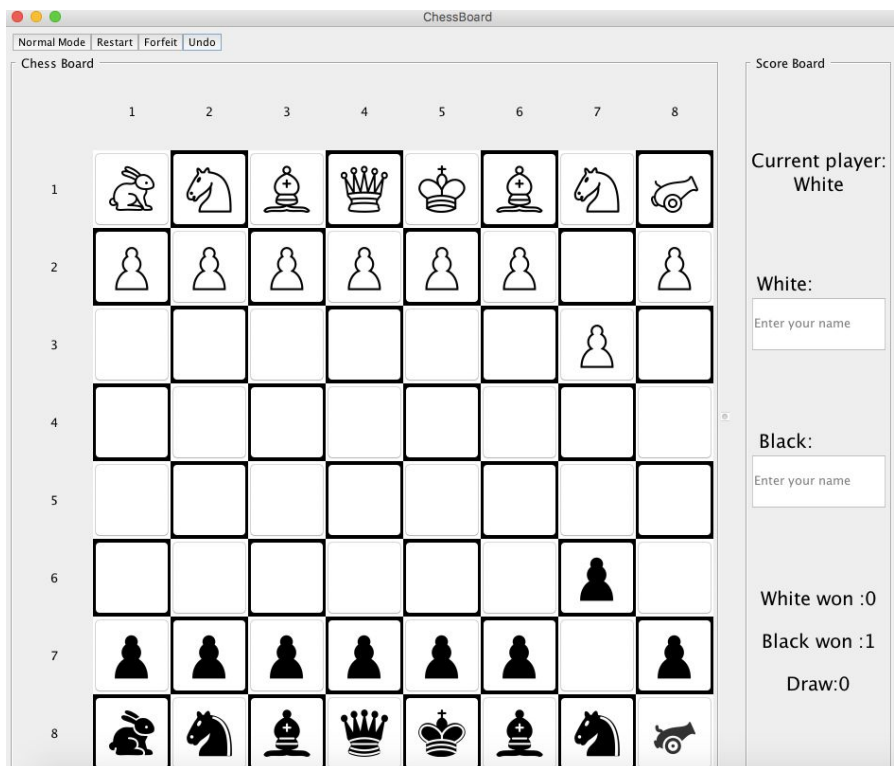 ChessBoard
Normal Mode Restart Forfeit Undo
Chess Board
1 2 3 4 5 6 7 8
1
2
3
4
5
6
7
8
Score Board
Current player:
White
White:
Enter your name
Black:
Enter your name
White won :0
Black won :1
Draw:0